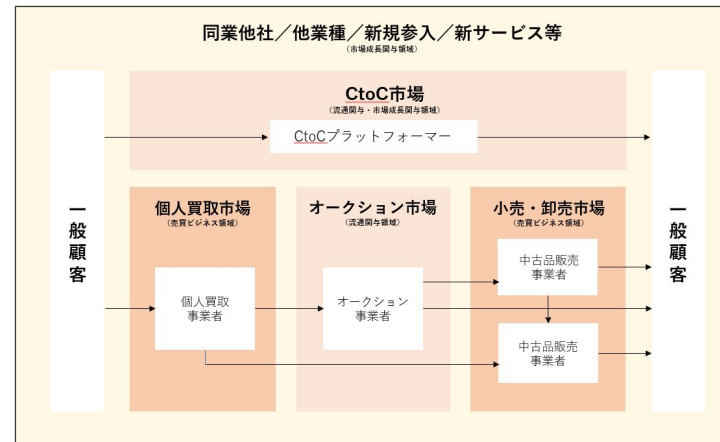 同業他社／他業種／新規参入／新サービス等
（市場成長関与領域）
CtoC市場
（流通関与・市場成長関与領域）
CtoCプラットフォーマー
一般顧客
個人買取市場
（売買ビジネス領域）
個人買取
事業者
オークション市場
（流通関与領域）
オークション
事業者
小売・卸売市場
（売買ビジネス領域）
中古品販売
事業者
中古品販売
事業者
一般顧客